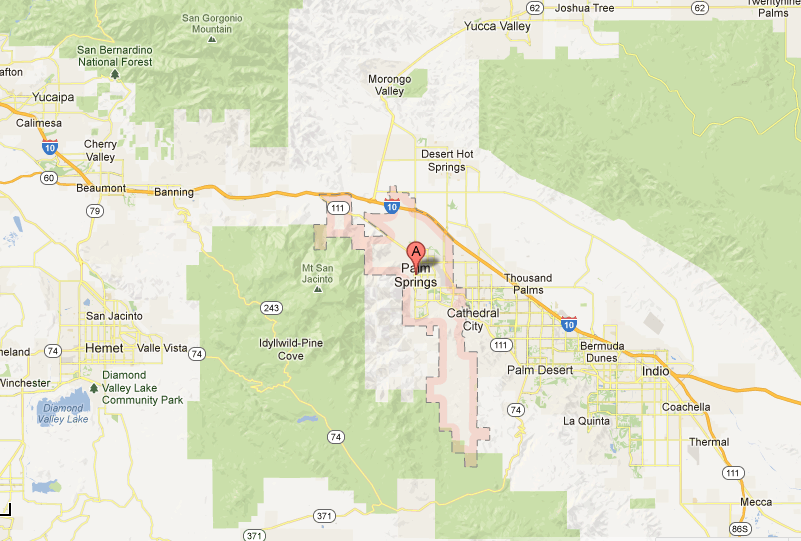 San Gorgonio
Mountain
62
Joshua Tree
Twentynine
Palms
Yucca Valley
62
San Bernardino
National Forest
Morongo
Valley
Yucaipa
Calimesa
10
Cherry
Valley
Desert Hot
Springs
60
Beaumont
Banning
79
111
10
A
Palm
Springs
Mt San
Jacinto
Thousand
Palms
243
San Jacinto
Cathedral
City
10
Hemet
Valle Vista
74
74
Idyllwild-Pine
Cove
111
Bermuda
Dunes
Palm Desert
Indio
Winchester
Diamond
Valley Lake
Community Park
Diamond
Valley Lake
74
Coachella
La Quinta
74
Thermal
111
371
371
Mecca
86S